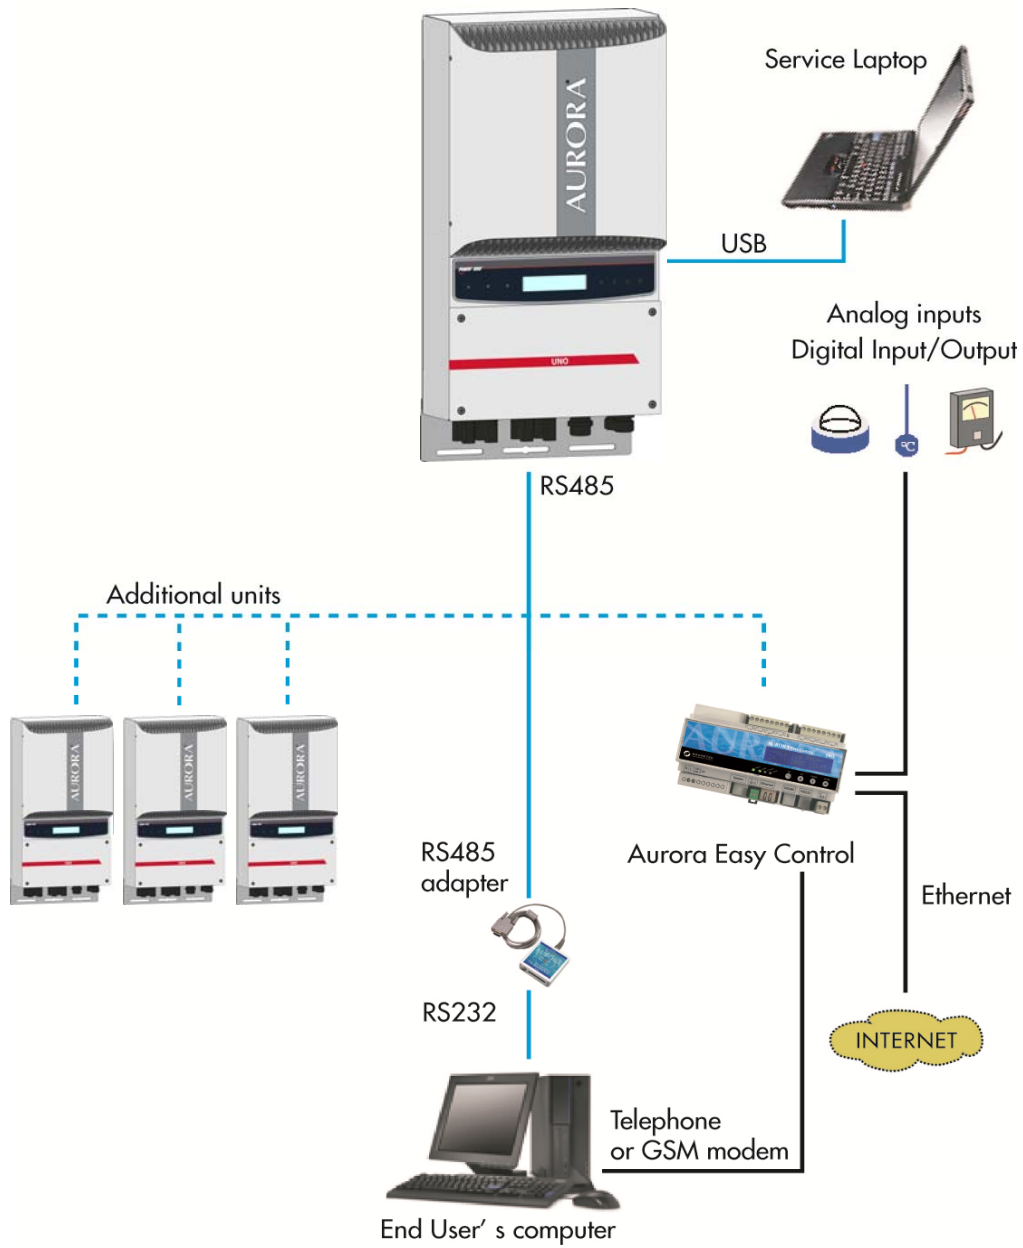 Service Laptop
AURORA
USB
UNO
Analog inputs
Digital Input/Output
°C
RS485
Additional units
AURORA
AURORA
AURORA
RS485
adapter
Aurora Easy Control
Ethernet
RS232
INTERNET
Telephone
or GSM modem
End User’ s computer